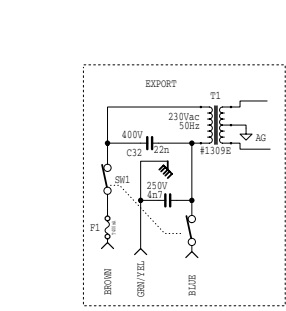 EXPORT
T1
230Vac
50Hz
400V
AG
C32 22n
#1309E
SW1
250V
4n7
F1
BROWN
GRN/YEL
BLUE